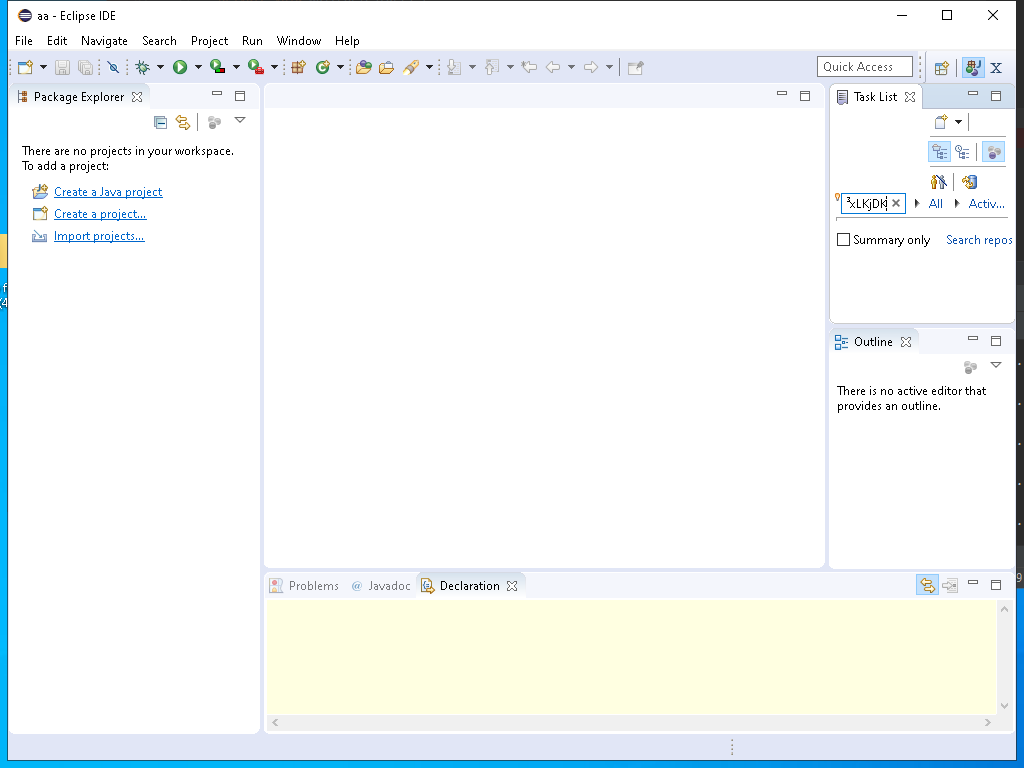 aa - Eclipse IDE
File Edit Navigate Search Project Run Window Help
Quick Access
Package Explorer
There are no projects in your workspace.
To add a project:
Create a Java project
Create a project...
Import projects...
Task List
All
Activ...
Summary only
Search repos
Outline
There is no active editor that
provides an outline.
Problems
@ Javadoc
Declaration